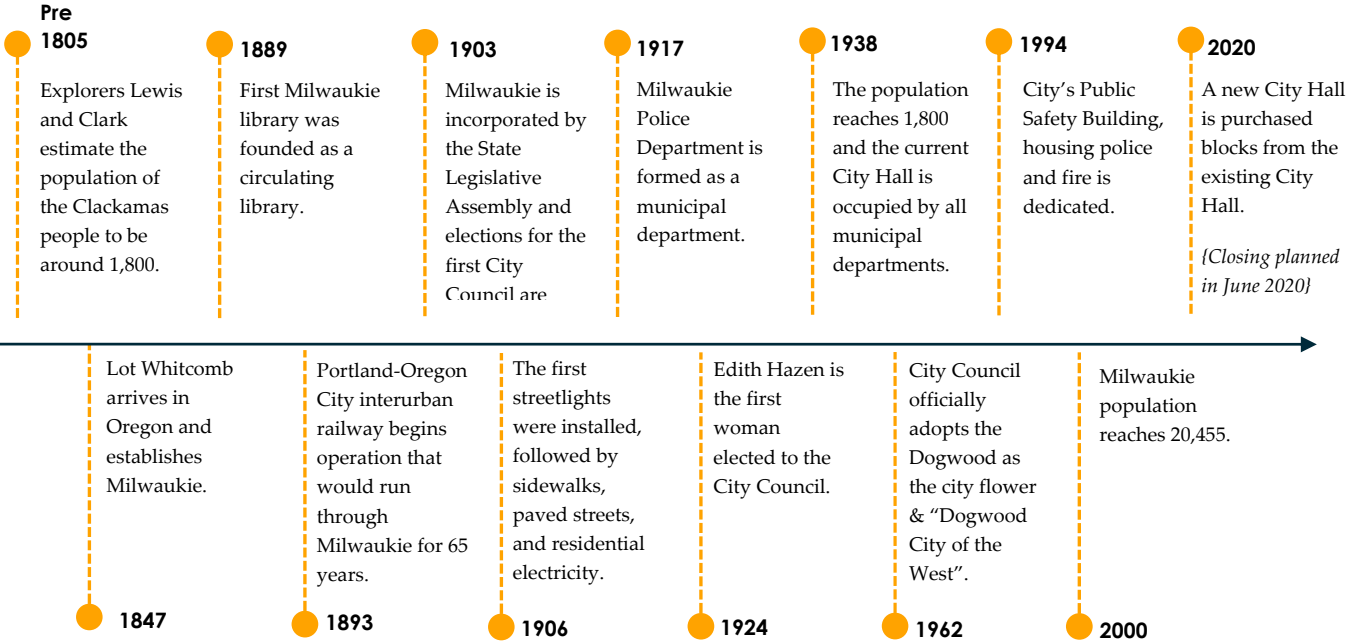 Pre
1805
Explorers Lewis
and Clark
estimate the
population of
the Clackamas
people to be
around 1,800.
1889
First Milwaukie
library was
founded as a
circulating
library.
1903
Milwaukie is
incorporated by
the State
Legislative
Assembly and
elections for the
first City
Council are
1917
Milwaukie
Police
Department is
formed as a
municipal
department.
1938
The population
reaches 1,800
and the current
City Hall is
occupied by all
municipal
departments.
1994
City’s Public
Safety Building,
housing police
and fire is
dedicated.
2020
A new City Hall
is purchased
blocks from the
existing City
Hall.
{Closing planned
in June 2020}
Lot Whitcomb
arrives in
Oregon and
establishes
Milwaukie.
1847
Portland-Oregon
City interurban
railway begins
operation that
would run
through
Milwaukie for 65
years.
1893
The first
streetlights
were installed,
followed by
sidewalks,
paved streets,
and residential
electricity.
1906
Edith Hazen is
the first
woman
elected to the
City Council.
1924
City Council
officially
adopts the
Dogwood as
the city flower
& “Dogwood
City of the
West”.
1962
Milwaukie
population
reaches 20,455.
2000